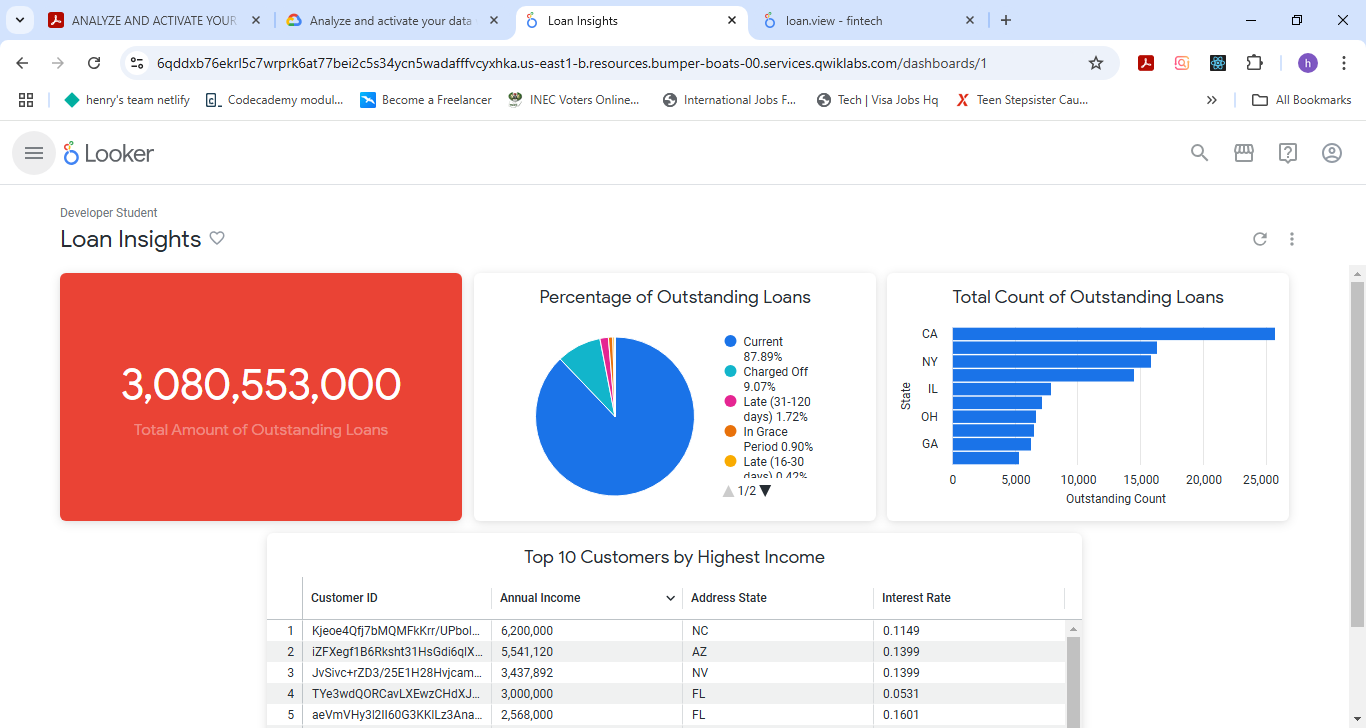 ANALYZE AND ACTIVATE YOUR
Analyze and activate your data
Loan Insights
loan.view - fintech
6qddxb76ekrl5c7wrprk6at77bei2c5s34ycn5wadafffvcyxhka.us-east1-b.resources.bumper-boats-00.services.qwiklabs.com/dashboards/1
h
henry's team netlify
Codecademy modul...
Become a Freelancer
INEC Voters Online...
International Jobs F...
Tech | Visa Jobs Hq
Teen Stepsister Cau...
All Bookmarks
Looker
Developer Student
Loan Insights
3,080,553,000
Total Amount of Outstanding Loans
Percentage of Outstanding Loans
Current
87.89%
Charged Off
9.07%
Late (31-120
days) 1.72%
In Grace
Period 0.90%
Late (16-30
days) 0.42%
1/2
Total Count of Outstanding Loans
State
CA
NY
IL
OH
GA
0 5,000 10,000 15,000 20,000 25,000
Outstanding Count
Top 10 Customers by Highest Income
Customer ID Annual Income Address State Interest Rate
1 Kjeoe4Qfj7bMQMFkKrr/UPbol... 6,200,000 NC 0.1149
2 iZFXegf1B6Rksht31HsGdi6qlX... 5,541,120 AZ 0.1399
3 JvSivc+rZD3/25E1H28Hvjcam... 3,437,892 NV 0.1399
4 TYe3wdQORCavLXEwzCHdXJ... 3,000,000 FL 0.0531
5 aeVmVHy3I2II60G3KKILz3Ana... 2,568,000 FL 0.1601